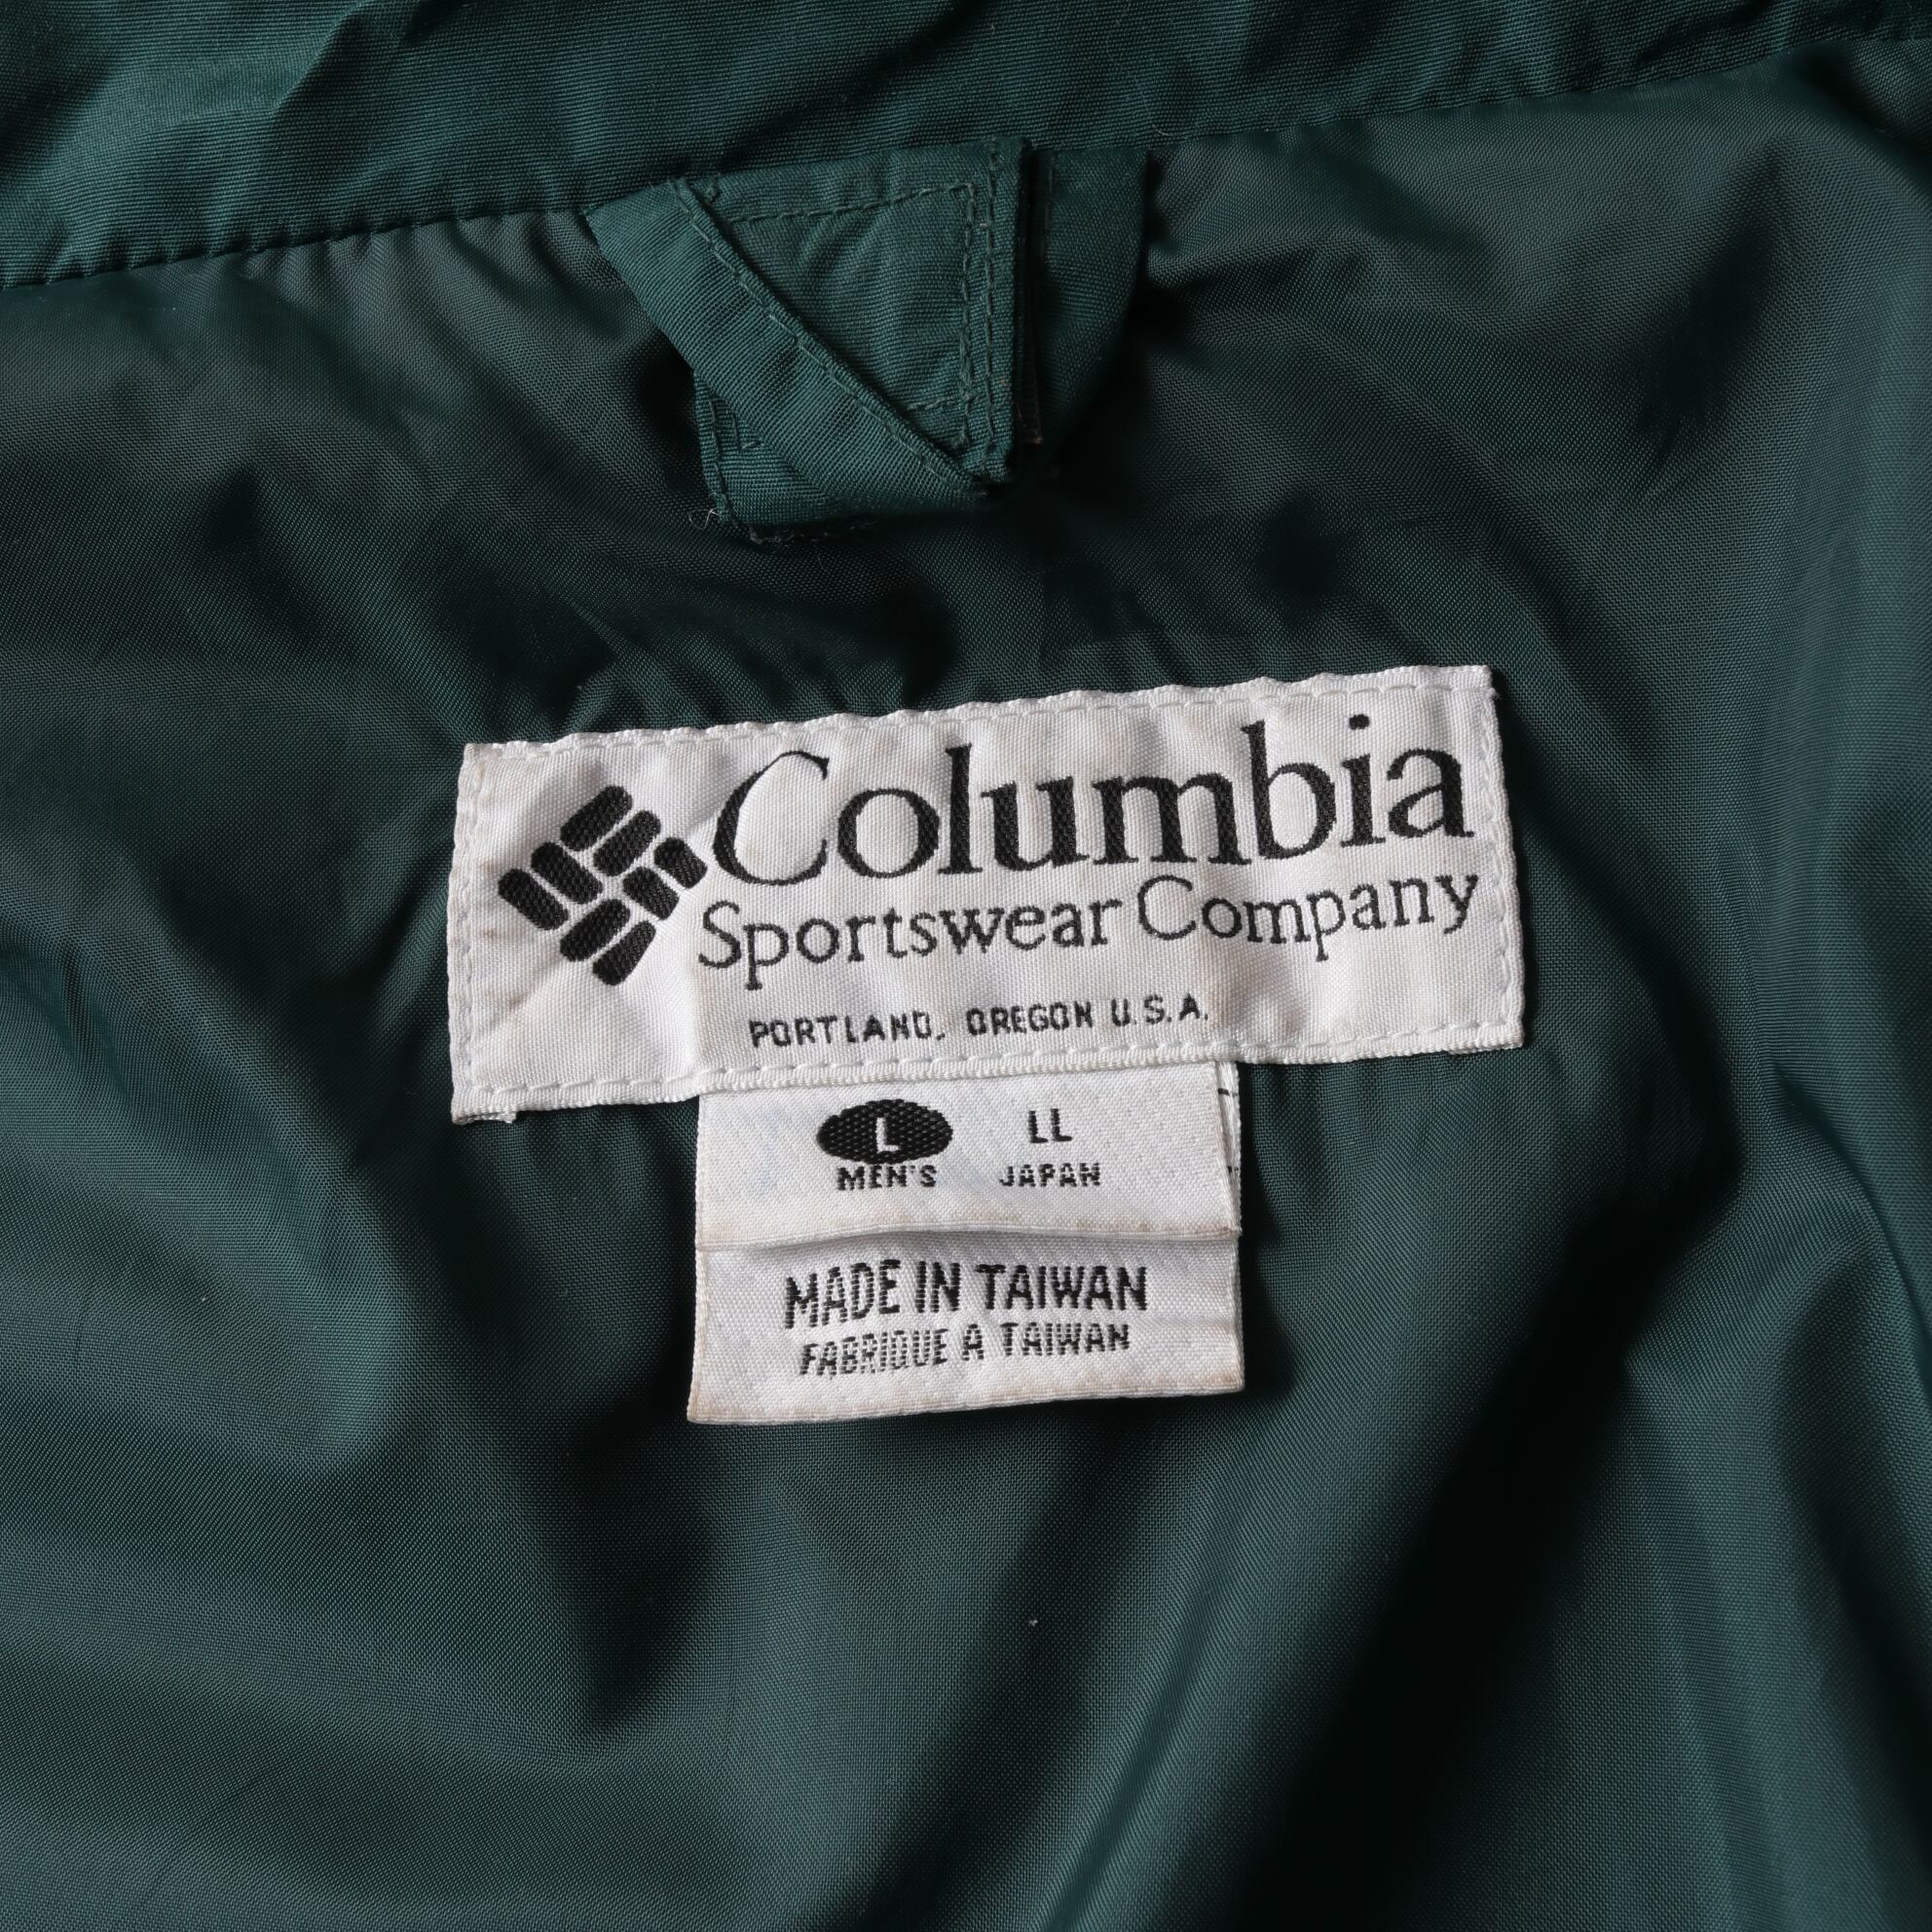 Columbia
Sportswear Company
PORTLAND, OREGON U.S.A.
L LL
MEN'S JAPAN
MADE IN TAIWAN
FABRIQUE A TAIWAN